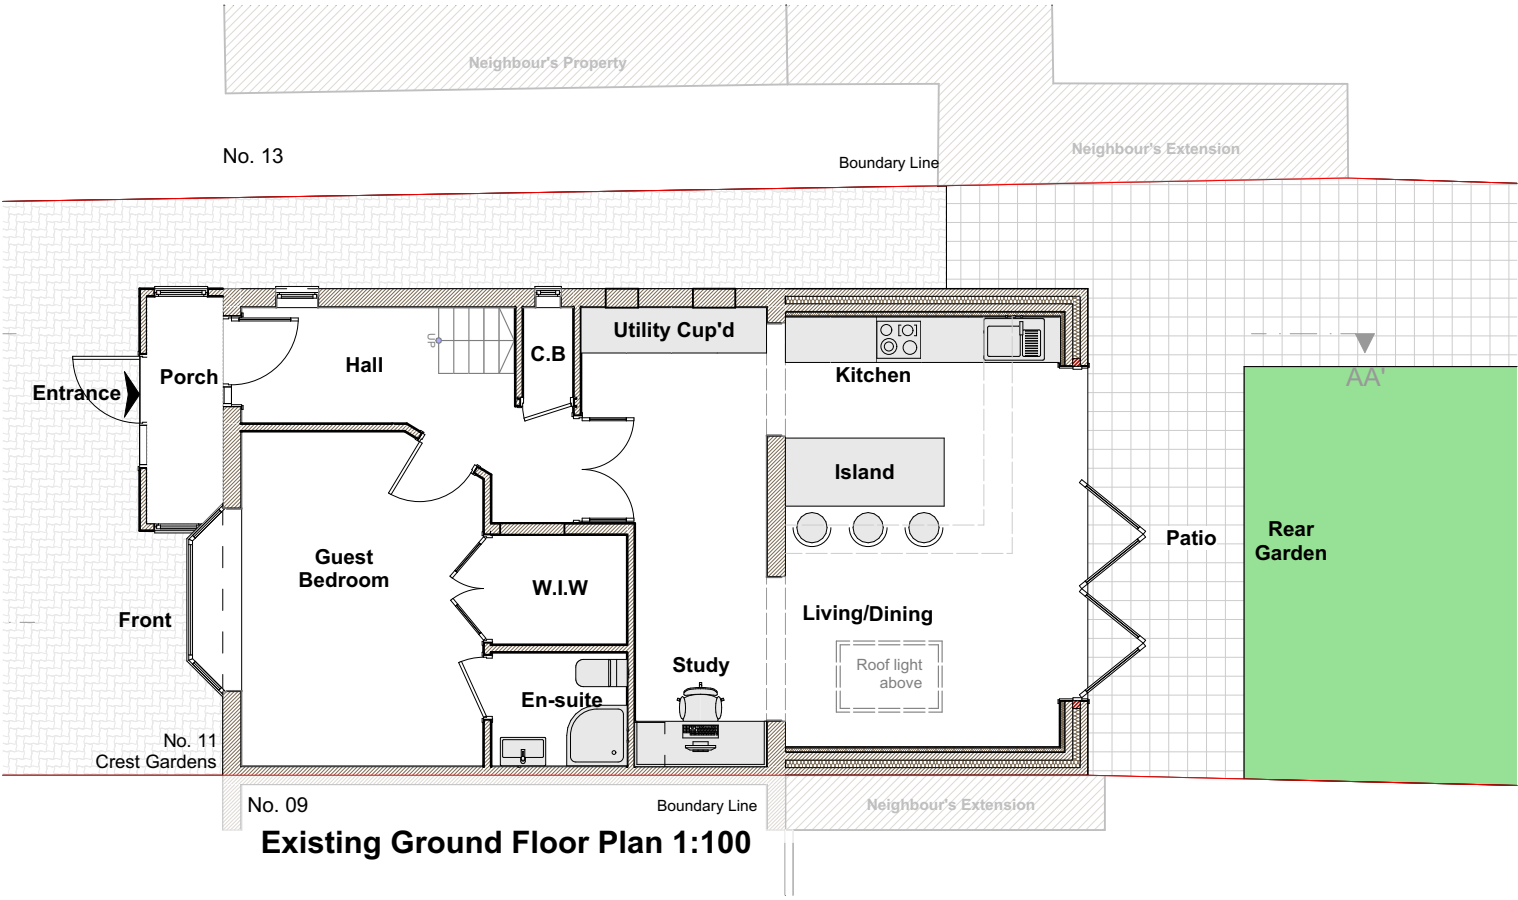 Neighbour's Property
No. 13
Boundary Line
Neighbour's Extension
Utility Cup'd
C.B
UP
Hall
Porch
Kitchen
Entrance
AA'
Island
Rear
Garden
Patio
Guest
Bedroom
W.I.W
Front
Living/Dining
Study
Roof light
above
En-suite
No. 11
Crest Gardens
No. 09
Boundary Line
Neighbour's Extension
Existing Ground Floor Plan 1:100